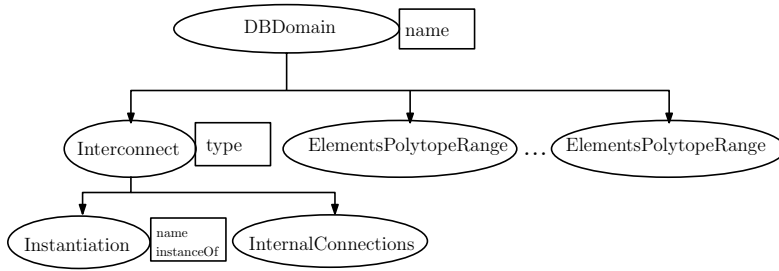 DBDomain
name
Interconnect
type
ElementsPolytopeRange
...
ElementsPolytopeRange
Instantiation
name
instanceOf
InternalConnections